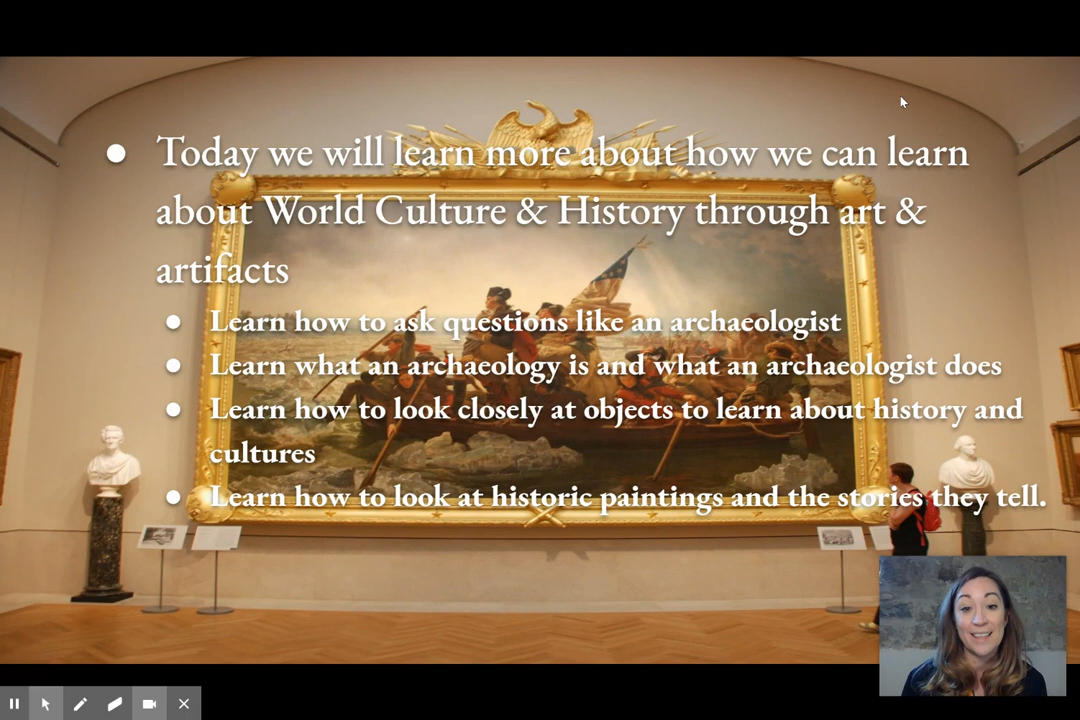 ● Today we will learn more about how we can learn
about World Culture & History through art &
artifacts
● Learn how to ask questions like an archaeologist
● Learn what an archaeology is and what an archaeologist does
● Learn how to look closely at objects to learn about history and
cultures
● Learn how to look at historic paintings and the stories they tell.